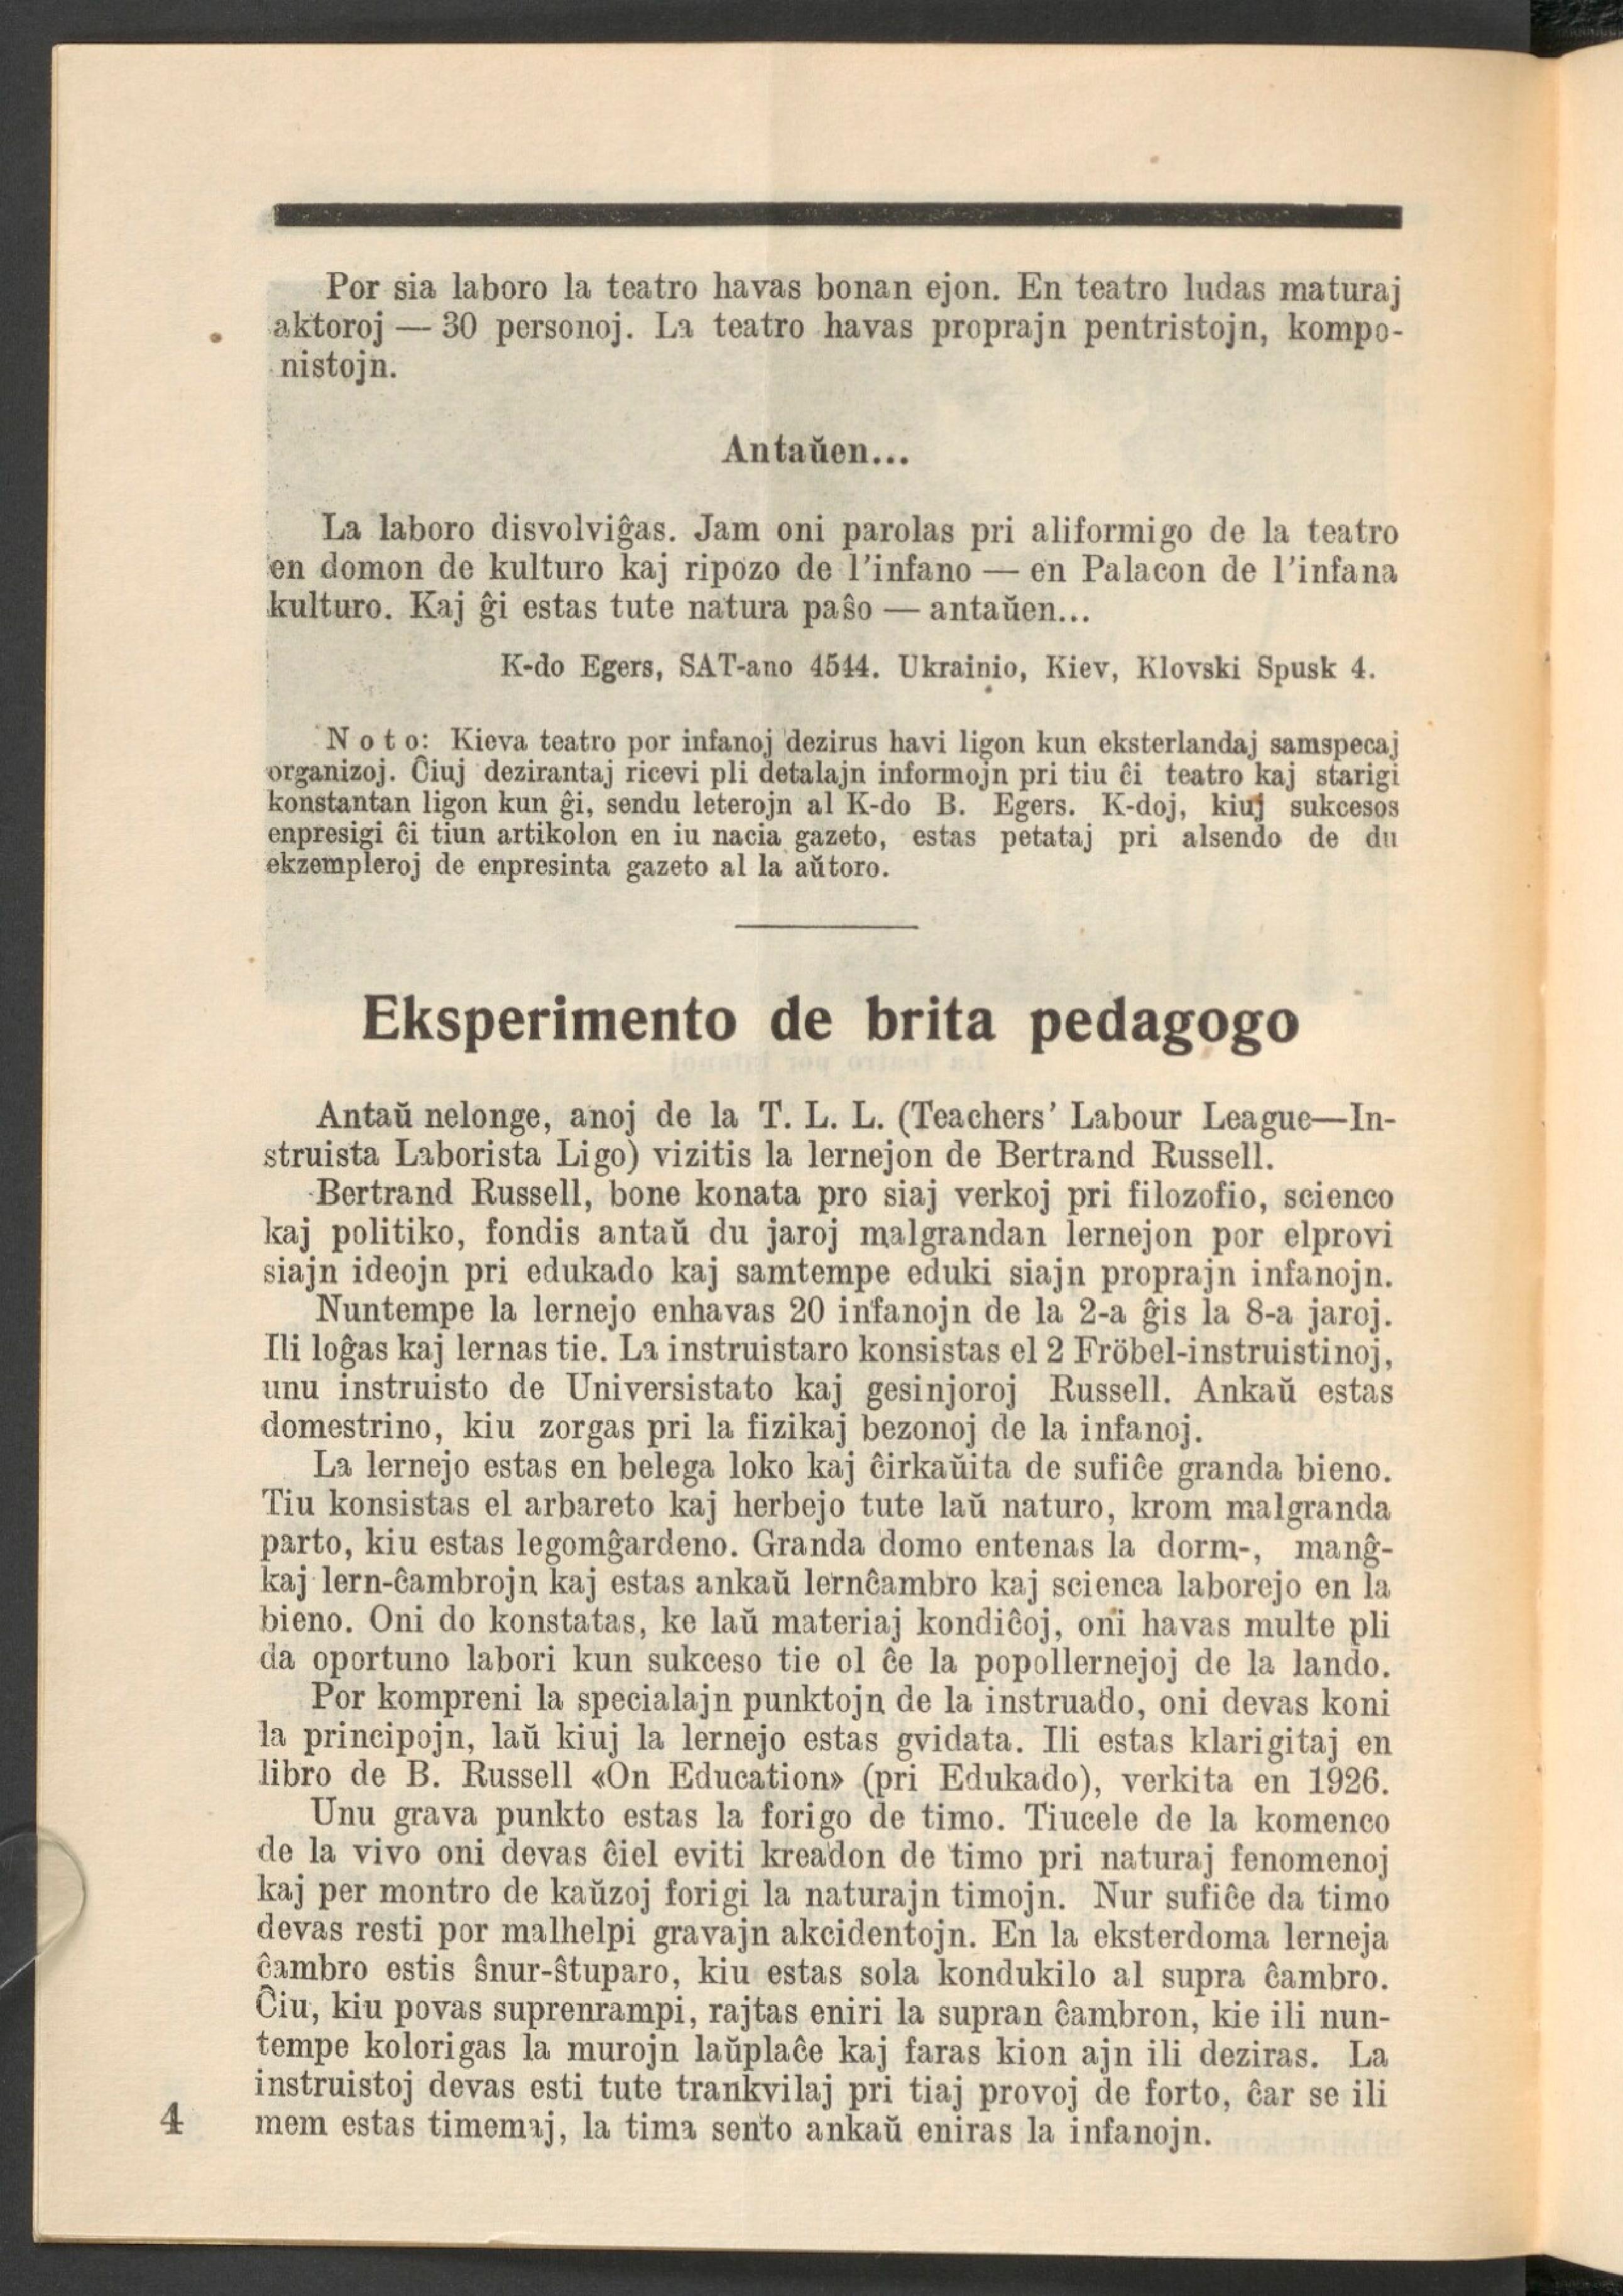 Por sia laboro la teatro havas bonan ejon. En teatro ludas maturaj
aktoroj — 30 personoj. La teatro havas proprajn pentristojn, kompo-
nistojn.
Antaŭen...
La laboro disvolviĝas. Jam oni parolas pri aliformigo de la teatro
en domon de kulturo kaj ripozo de l'infano — en Palacon de l'infana
kulturo. Kaj ĝi estas tute natura paŝo — antaŭen...
K-do Egers, SAT-ano 4544. Ukrainio, Kiev, Klovski Spusk 4.
Noto: Kieva teatro por infanoj dezirus havi ligon kun eksterlandaj samspecaj
organizoj. Ĉiuj dezirantaj ricevi pli detalajn informojn pri tiu ĉi teatro kaj starigi
konstantan ligon kun ĝi, sendu leterojn al K-do B. Egers. K-doj, kiuj sukcesos
enpresigi ĉi tiun artikolon en iu nacia gazeto, estas petataj pri alsendo de du
ekzempleroj de enpresinta gazeto al la aŭtoro.
Eksperimento de brita pedagogo
Antaŭ nelonge, anoj de la T. L. L. (Teachers' Labour League—In-
struista Laborista Ligo) vizitis la lernejon de Bertrand Russell.
Bertrand Russell, bone konata pro siaj verkoj pri filozofio, scienco
kaj politiko, fondis antaŭ du jaroj malgrandan lernejon por elprovi
siajn ideojn pri edukado kaj samtempe eduki siajn proprajn infanojn.
Nuntempe la lernejo enhavas 20 infanojn de la 2-a ĝis la 8-a jaroj.
Ili loĝas kaj lernas tie. La instruistaro konsistas el 2 Fröbel-instruistinoj,
unu instruisto de Universistato kaj gesinjoroj Russell. Ankaŭ estas
domestrino, kiu zorgas pri la fizikaj bezonoj de la infanoj.
La lernejo estas en belega loko kaj ĉirkaŭita de sufiĉe granda bieno.
Tiu konsistas el arbareto kaj herbejo tute laŭ naturo, krom malgranda
parto, kiu estas legomĝardeno. Granda domo entenas la dorm-, manĝ-
kaj lern-ĉambrojn kaj estas ankaŭ lernĉambro kaj scienca laborejo en la
bieno. Oni do konstatas, ke laŭ materiaj kondiĉoj, oni havas multe pli
da oportuno labori kun sukceso tie ol ĉe la popollernejoj de la lando.
Por kompreni la specialajn punktojn de la instruado, oni devas koni
la principojn, laŭ kiuj la lernejo estas gvidata. Ili estas klarigitaj en
libro de B. Russell «On Education» (pri Edukado), verkita en 1926.
Unu grava punkto estas la forigo de timo. Tiucele de la komenco
de la vivo oni devas ĉiel eviti kreadon de timo pri naturaj fenomenoj
kaj per montro de kaŭzoj forigi la naturajn timojn. Nur sufiĉe da timo
devas resti por malhelpi gravajn akcidentojn. En la eksterdoma lerneja
ĉambro estis ŝnur-ŝtuparo, kiu estas sola kondukilo al supra ĉambro.
Ĉiu, kiu povas suprenrampi, rajtas eniri la supran ĉambron, kie ili nun-
tempe kolorigas la murojn laŭplaĉe kaj faras kion ajn ili deziras. La
instruistoj devas esti tute trankvilaj pri tiaj provoj de forto, ĉar se ili
mem estas timemaj, la tima sento ankaŭ eniras la infanojn.
4